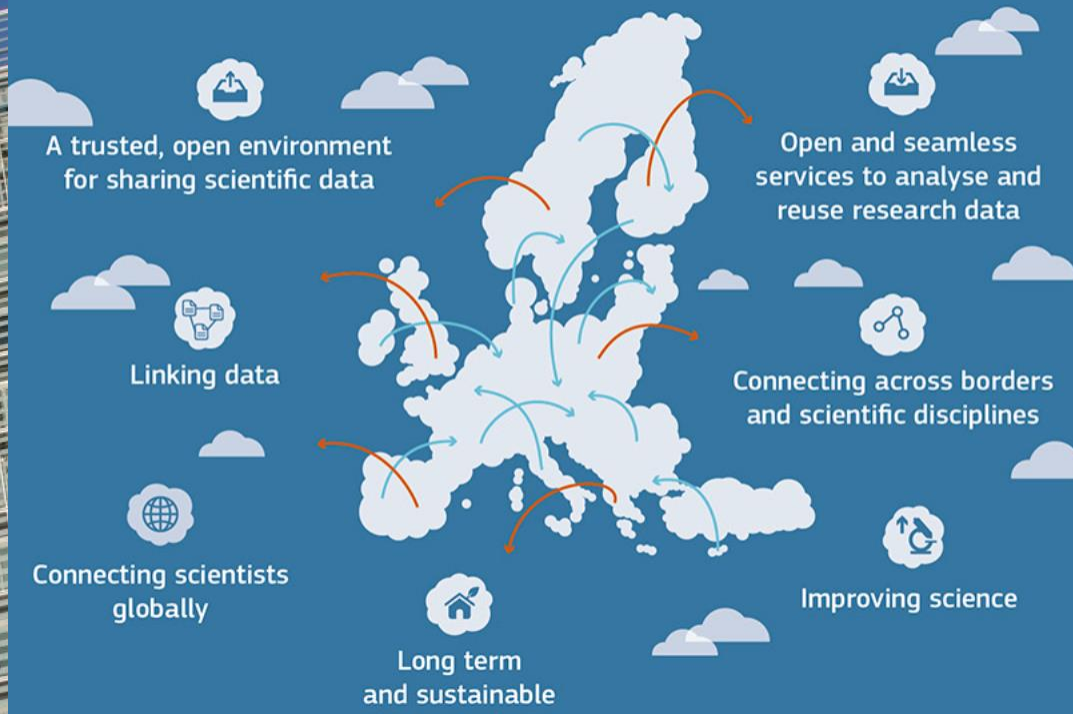 A trusted, open environment
for sharing scientific data
Open and seamless
services to analyse and
reuse research data
Linking data
Connecting across borders
and scientific disciplines
Connecting scientists
globally
Improving science
Long term
and sustainable